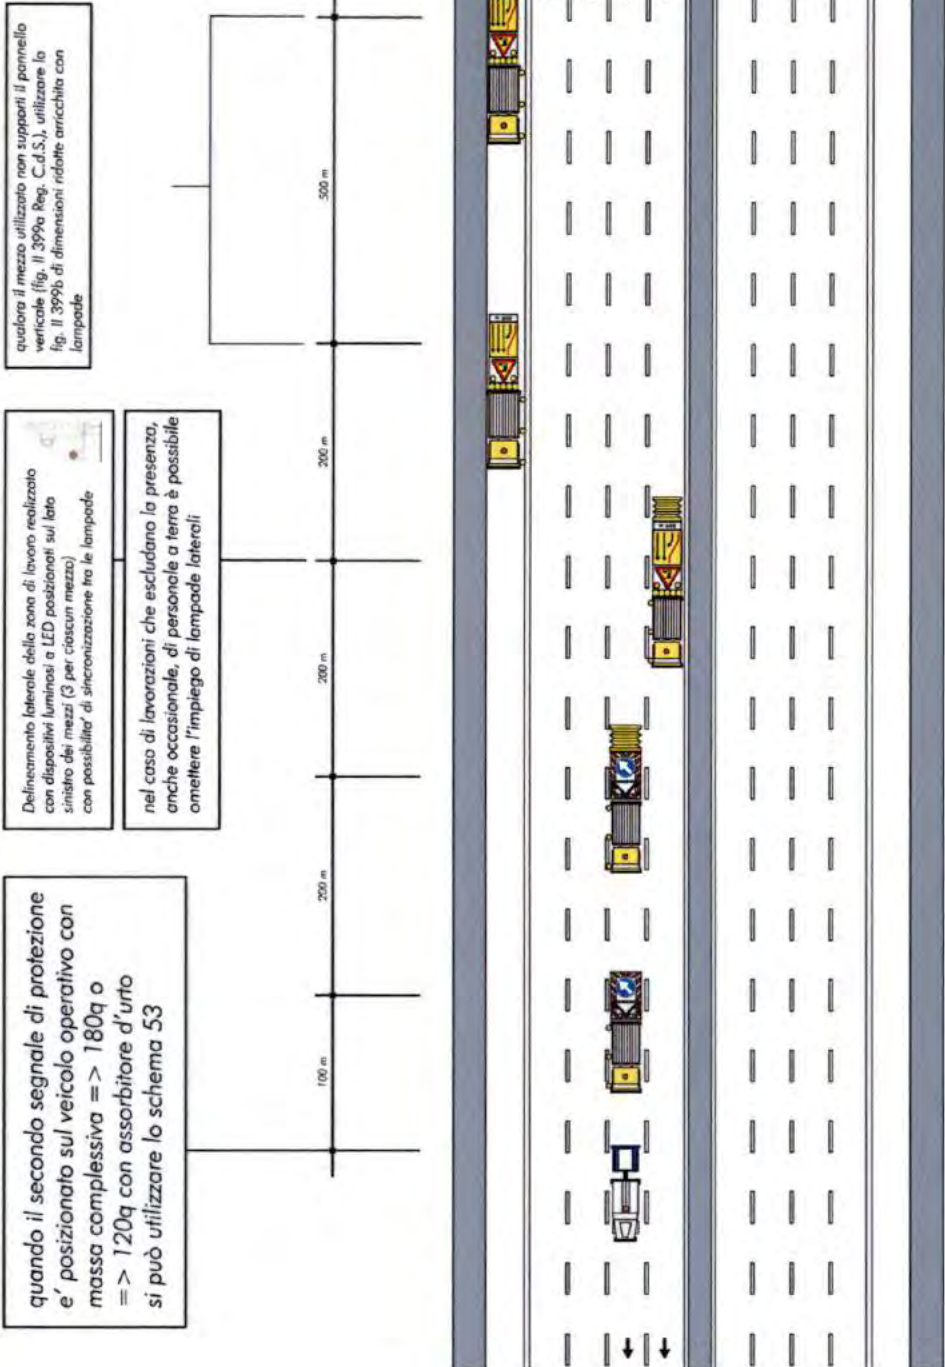 qualora il mezzo utilizzato non supporti il pannello
verticale (fig. II 399a Reg. C.d.S.), utilizzare la
fig. II 399b di dimensioni ridotte arricchita con
lampade
Delineamento laterale della zona di lavoro realizzato
con dispositivi luminosi a LED posizionati sul lato
sinistro dei mezzi (3 per ciascun mezzo)
con possibilita' di sincronizzazione tra le lampade
nel caso di lavorazioni che escludano la presenza,
anche occasionale, di personale a terra è possibile
omettere l'impiego di lampade laterali
quando il secondo segnale di protezione
e' posizionato sul veicolo operativo con
massa complessiva => 180q o
=> 120q con assorbitore d'urto
si può utilizzare lo schema 53
500 m
200 m
200 m
200 m
100 m